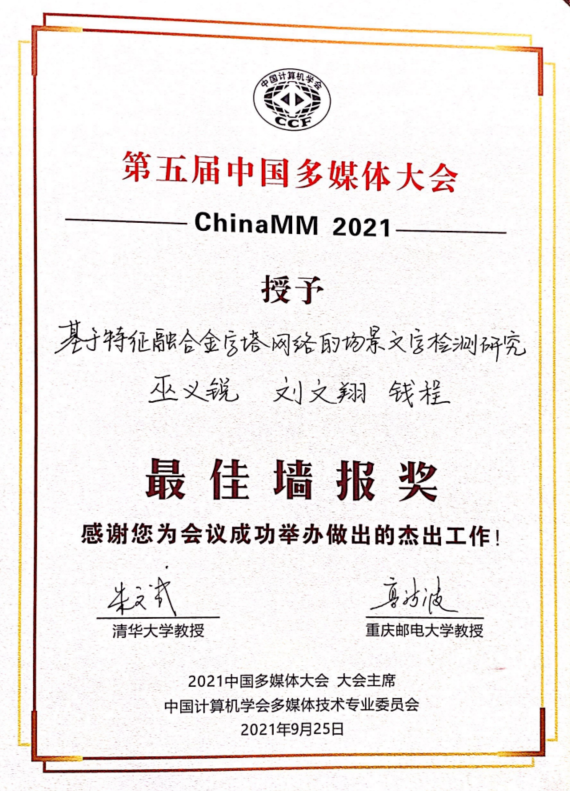 中国计算机学会
CCF
第五届中国多媒体大会
ChinaMM 2021
授予
基于特征融合金字塔网络的场景文字检测研究
巫义锐 刘文翔 钱程
最佳墙报奖
感谢您为会议成功举办做出的杰出工作！
朱文武 高新波
清华大学教授 重庆邮电大学教授
2021中国多媒体大会 大会主席
中国计算机学会多媒体技术专业委员会
2021年9月25日